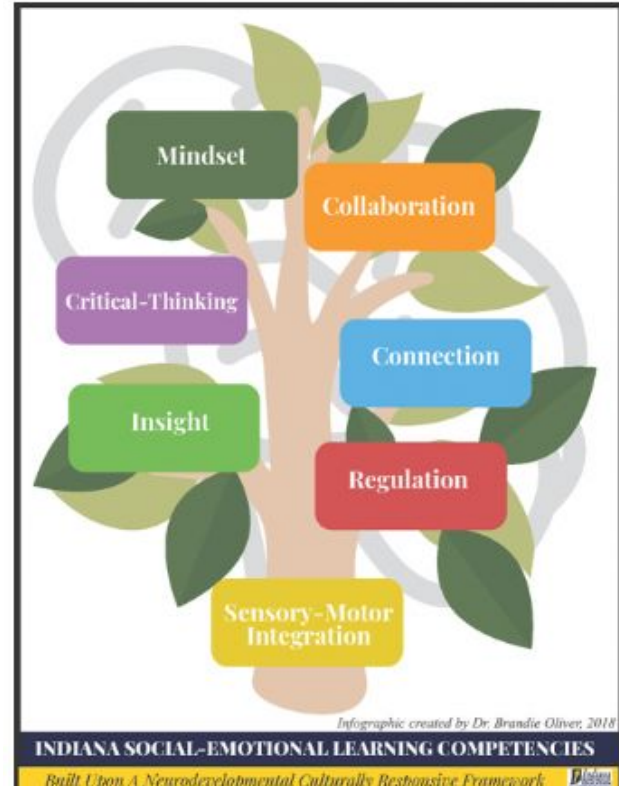 Mindset
Collaboration
Critical-Thinking
Connection
Insight
Regulation
Sensory-Motor
Integration
Infographic created by Dr. Brandie Oliver, 2018
INDIANA SOCIAL-EMOTIONAL LEARNING COMPETENCIES
Built Upon A Neurodevelopmental Culturally Responsive Framework